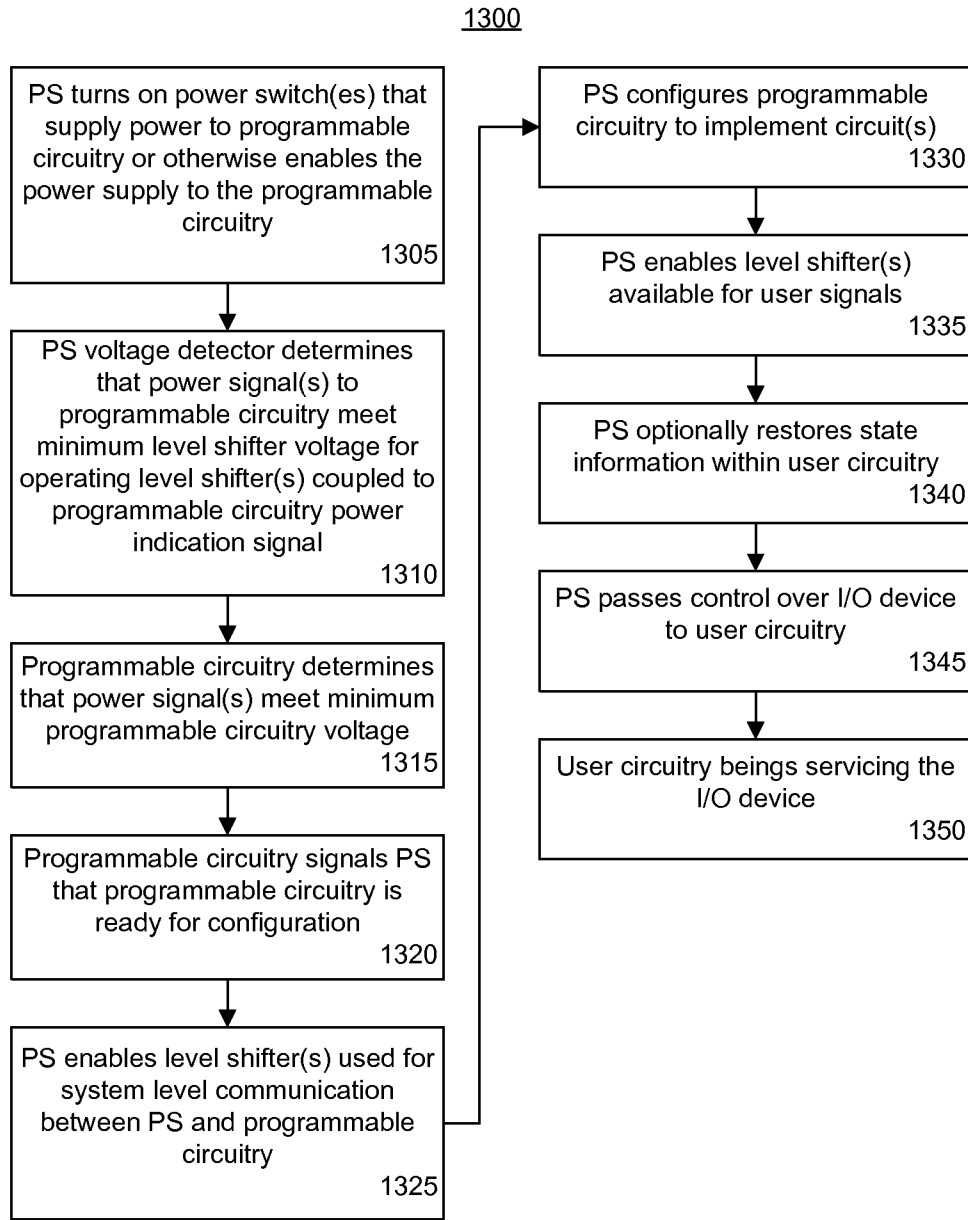 1300
PS turns on power switch(es) that
supply power to programmable
circuitry or otherwise enables the
power supply to the programmable
circuitry
1305
PS voltage detector determines
that power signal(s) to
programmable circuitry meet
minimum level shifter voltage for
operating level shifter(s) coupled to
programmable circuitry power
indication signal
1310
Programmable circuitry determines
that power signal(s) meet minimum
programmable circuitry voltage
1315
Programmable circuitry signals PS
that programmable circuitry is
ready for configuration
1320
PS enables level shifter(s) used for
system level communication
between PS and programmable
circuitry
1325
PS configures programmable
circuitry to implement circuit(s)
1330
PS enables level shifter(s)
available for user signals
1335
PS optionally restores state
information within user circuitry
1340
PS passes control over I/O device
to user circuitry
1345
User circuitry beings servicing the
I/O device
1350